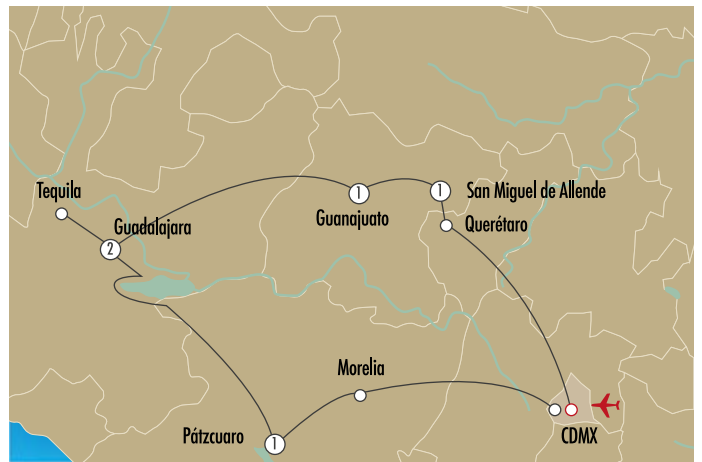 Tequila
1
1
San Miguel de Allende
Guanajuato
Querétaro
Guadalajara
2
Morelia
Pátzcuaro
1
CDMX